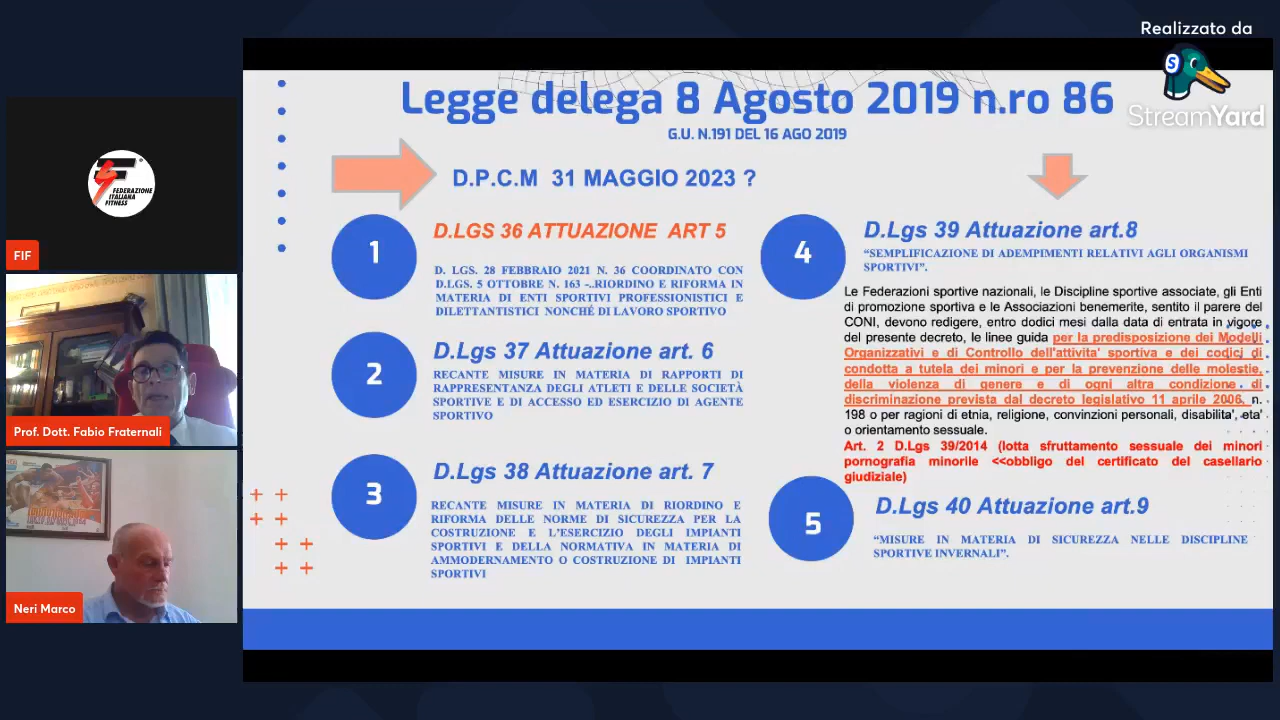 Realizzato da
StreamYard
FEDERAZIONE
ITALIANA
FITNESS
FIF
Prof. Dott. Fabio Fraternali
Neri Marco
Legge delega 8 Agosto 2019 n.ro 86
G.U. N.191 DEL 16 AGO 2019
D.P.C.M 31 MAGGIO 2023 ?
1
D.LGS 36 ATTUAZIONE ART 5
D. LGS. 28 FEBBRAIO 2021 N. 36 COORDINATO CON
D.LGS. 5 OTTOBRE N. 163 -..RIORDINO E RIFORMA IN
MATERIA DI ENTI SPORTIVI PROFESSIONISTICI E
DILETTANTISTICI NONCHÉ DI LAVORO SPORTIVO
2
D.Lgs 37 Attuazione art. 6
RECANTE MISURE IN MATERIA DI RAPPORTI DI
RAPPRESENTANZA DEGLI ATLETI E DELLE SOCIETÀ
SPORTIVE E DI ACCESSO ED ESERCIZIO DI AGENTE
SPORTIVO
3
D.Lgs 38 Attuazione art. 7
RECANTE MISURE IN MATERIA DI RIORDINO E
RIFORMA DELLE NORME DI SICUREZZA PER LA
COSTRUZIONE E L'ESERCIZIO DEGLI IMPIANTI
SPORTIVI E DELLA NORMATIVA IN MATERIA DI
AMMODERNAMENTO O COSTRUZIONE DI IMPIANTI
SPORTIVI
4
D.Lgs 39 Attuazione art.8
“SEMPLIFICAZIONE DI ADEMPIMENTI RELATIVI AGLI ORGANISMI
SPORTIVI”.
Le Federazioni sportive nazionali, le Discipline sportive associate, gli Enti
di promozione sportiva e le Associazioni benemerite, sentito il parere del
CONI, devono redigere, entro dodici mesi dalla data di entrata in vigore
del presente decreto, le linee guida per la predisposizione dei Modelli
Organizzativi e di Controllo dell'attivita' sportiva e dei codici di
condotta a tutela dei minori e per la prevenzione delle molestie,
della violenza di genere e di ogni altra condizione di
discriminazione prevista dal decreto legislativo 11 aprile 2006, n.
198 o per ragioni di etnia, religione, convinzioni personali, disabilita', eta'
o orientamento sessuale.
Art. 2 D.Lgs 39/2014 (lotta sfruttamento sessuale dei minori
pornografia minorile <<obbligo del certificato del casellario
giudiziale)
5
D.Lgs 40 Attuazione art.9
“MISURE IN MATERIA DI SICUREZZA NELLE DISCIPLINE
SPORTIVE INVERNALI”.